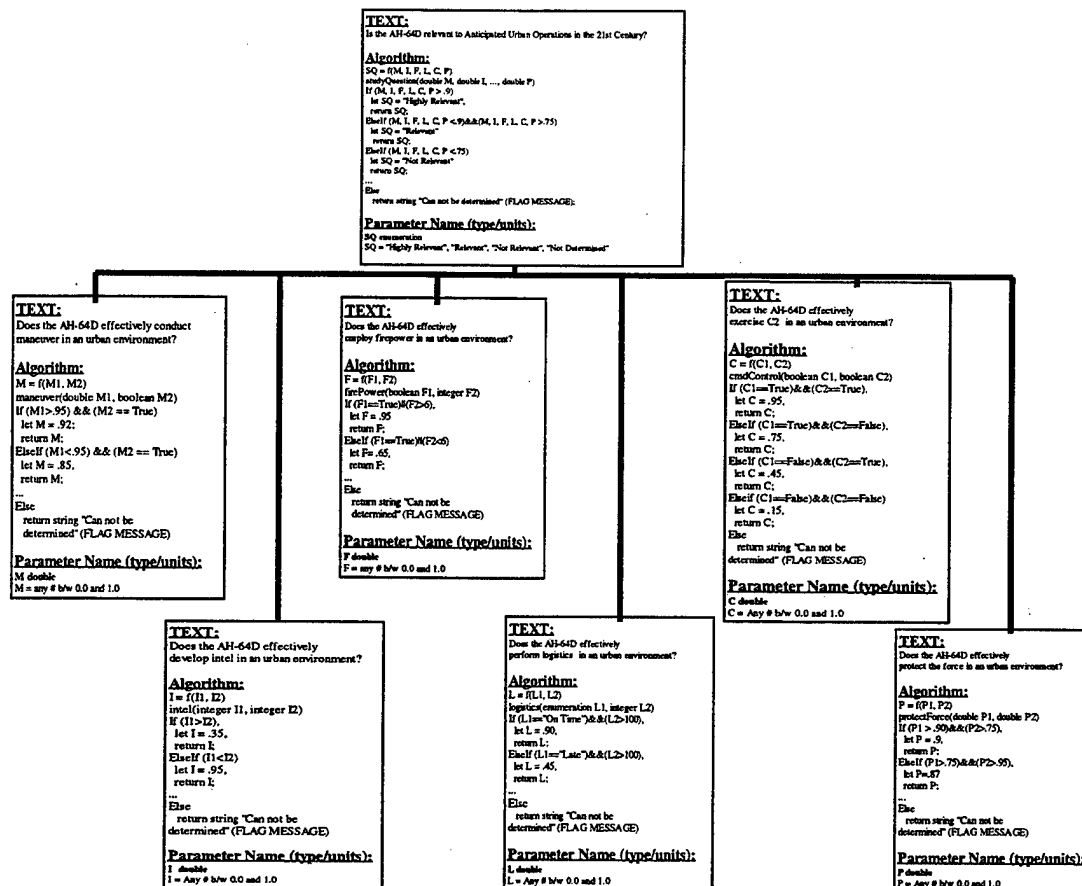 TEXT:
Is the AH-64D relevant to Anticipated Urban Operations in the 21st Century?
Algorithm:
SQ = f(M, I, F, L, C, P)
studyQuestion(double M, double I, ..., double P)
If (M, I, F, L, C, P > .9)
let SQ = "Highly Relevant",
return SQ;
ElseIf (M, I, F, L, C, P <.9)&&(M, I, F, L, C, P >.75)
let SQ = "Relevant"
return SQ;
ElseIf (M, I, F, L, C, P <.75)
let SQ = "Not Relevant"
return SQ;
...
Else
return string "Can not be determined" (FLAG MESSAGE);
Parameter Name (type/units):
SQ enumeration
SQ = "Highly Relevant", "Relevant", "Not Relevant", "Not Determined"
TEXT:
Does the AH-64D effectively conduct
maneuver in an urban environment?
Algorithm:
M = f(M1, M2)
maneuver(double M1, boolean M2)
If (M1>.95) && (M2 == True)
let M = .92;
return M;
ElseIf (M1<.95) && (M2 == True)
let M = .85,
return M;
...
Else
return string "Can not be
determined" (FLAG MESSAGE)
Parameter Name (type/units):
M double
M = any # b/w 0.0 and 1.0
TEXT:
Does the AH-64D effectively
employ firepower in an urban environment?
Algorithm:
F = f(F1, F2)
firePower(boolean F1, integer F2)
If (F1==True)#(F2>6),
let F = .95
return F;
ElseIf (F1==True)#(F2<6)
let F= .65,
return F;
...
Else
return string "Can not be
determined" (FLAG MESSAGE)
Parameter Name (type/units):
F double
F = any # b/w 0.0 and 1.0
TEXT:
Does the AH-64D effectively
exercise C2 in an urban environment?
Algorithm:
C = f(C1, C2)
cmdControl(boolean C1, boolean C2)
If (C1==True)&&(C2==True),
let C = .95,
return C;
ElseIf (C1==True)&&(C2==False),
let C = .75,
return C;
ElseIf (C1==False)&&(C2==True),
let C = .45,
return C;
Elseif (C1==False)&&(C2==False)
let C = .15,
return C;
Else
return string "Can not be
determined" (FLAG MESSAGE)
Parameter Name (type/units):
C double
C = Any # b/w 0.0 and 1.0
TEXT:
Does the AH-64D effectively
develop intel in an urban environment?
Algorithm:
I = f(I1, I2)
intel(integer I1, integer I2)
If (I1>I2),
let I = .35,
return I;
ElseIf (I1<I2)
let I = .95,
return I;
...
Else
return string "Can not be
determined" (FLAG MESSAGE)
Parameter Name (type/units):
I double
I = Any # b/w 0.0 and 1.0
TEXT:
Does the AH-64D effectively
perform logistics in an urban environment?
Algorithm:
L = f(L1, L2)
logistics(enumeration L1, integer L2)
If (L1=="On Time")&&(L2>100),
let L = .90,
return L;
ElseIf (L1=="Late")&&(L2>100),
let L = .45,
return L;
...
Else
return string "Can not be
determined" (FLAG MESSAGE)
Parameter Name (type/units):
L double
L = Any # b/w 0.0 and 1.0
TEXT:
Does the AH-64D effectively
protect the force in an urban environment?
Algorithm:
P = f(P1, P2)
protectForce(double P1, double P2)
If (P1 > .90)&&(P2>.75),
let P = .9,
return P;
ElseIf (P1>.75)&&(P2>.95),
let P=.87
return P;
...
Else
return string "Can not be
determined" (FLAG MESSAGE)
Parameter Name (type/units):
P double
P = Any # b/w 0.0 and 1.0